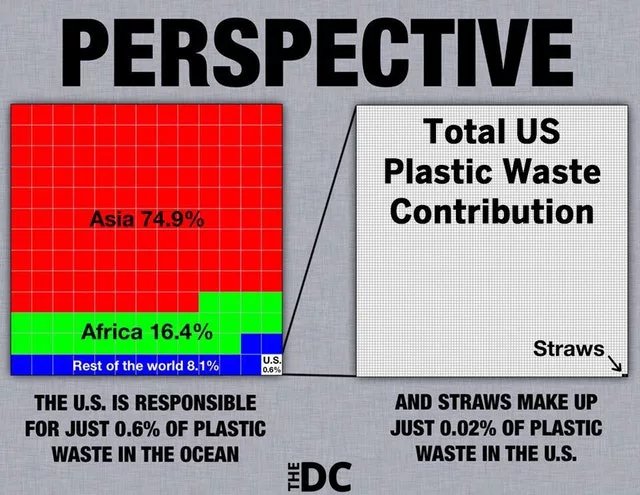 PERSPECTIVE
Asia 74.9%
Africa 16.4%
Rest of the world 8.1%
U.S.
0.6%
Total US
Plastic Waste
Contribution
Straws
THE U.S. IS RESPONSIBLE
FOR JUST 0.6% OF PLASTIC
WASTE IN THE OCEAN
AND STRAWS MAKE UP
JUST 0.02% OF PLASTIC
WASTE IN THE U.S.
THE DC